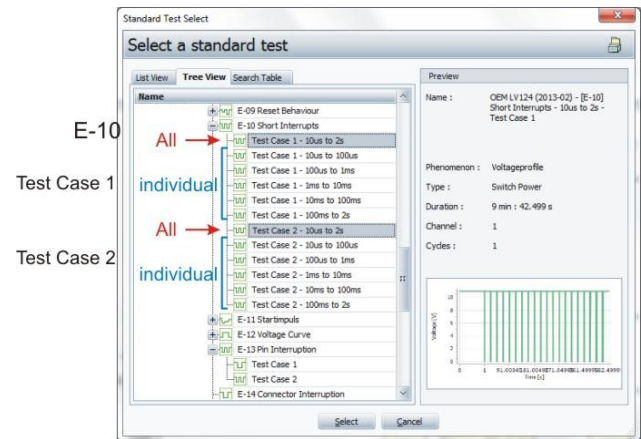 Standard Test Select
Select a standard test
List View Tree View Search Table
Name
E-09 Reset Behaviour
E-10 Short Interrupts
Test Case 1 - 10us to 2s
Test Case 1 - 10us to 100us
Test Case 1 - 100us to 1ms
Test Case 1 - 1ms to 10ms
Test Case 1 - 10ms to 100ms
Test Case 1 - 100ms to 2s
Test Case 2 - 10us to 2s
Test Case 2 - 10us to 100us
Test Case 2 - 100us to 1ms
Test Case 2 - 1ms to 10ms
Test Case 2 - 10ms to 100ms
Test Case 2 - 100ms to 2s
E-11 Startimpuls
E-12 Voltage Curve
E-13 Pin Interruption
Test Case 1
Test Case 2
E-14 Connector Interruption
E-10
All
Test Case 1
individual
All
Test Case 2
individual
Preview
Name : OEM LV124 (2013-02) - [E-10]
Short Interrupts - 10us to 2s -
Test Case 1
Phenomenon : Voltageprofile
Type : Switch Power
Duration : 9 min : 42.499 s
Channel : 1
Cycles : 1
Voltage [V]
10
8
6
4
2
0
0 1
Time [s]
Select Cancel